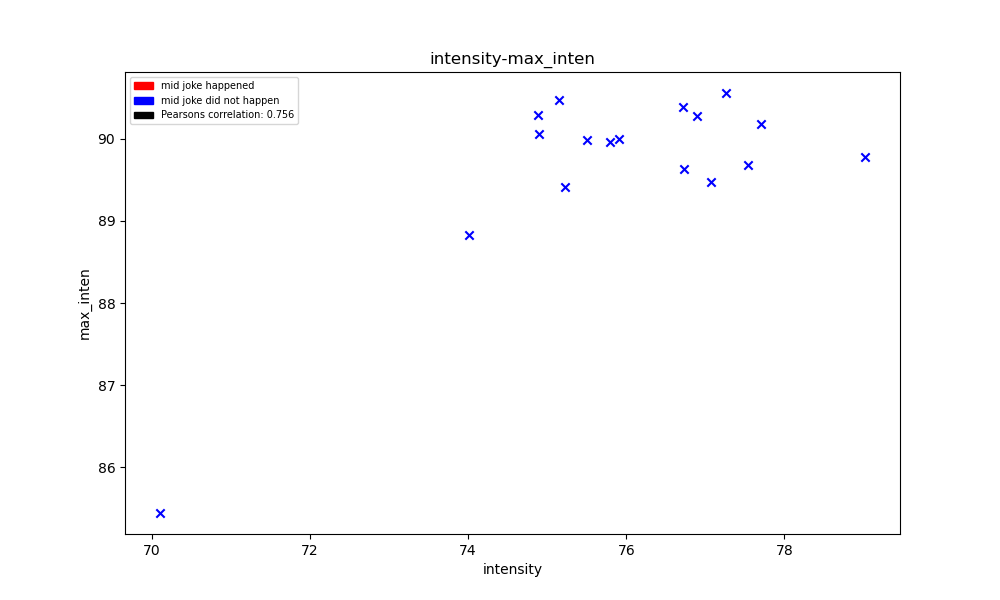 intensity-max_inten
mid joke happened
mid joke did not happen
Pearsons correlation: 0.756
90
89
88
87
86
max_inten
70 72 74 76 78
intensity